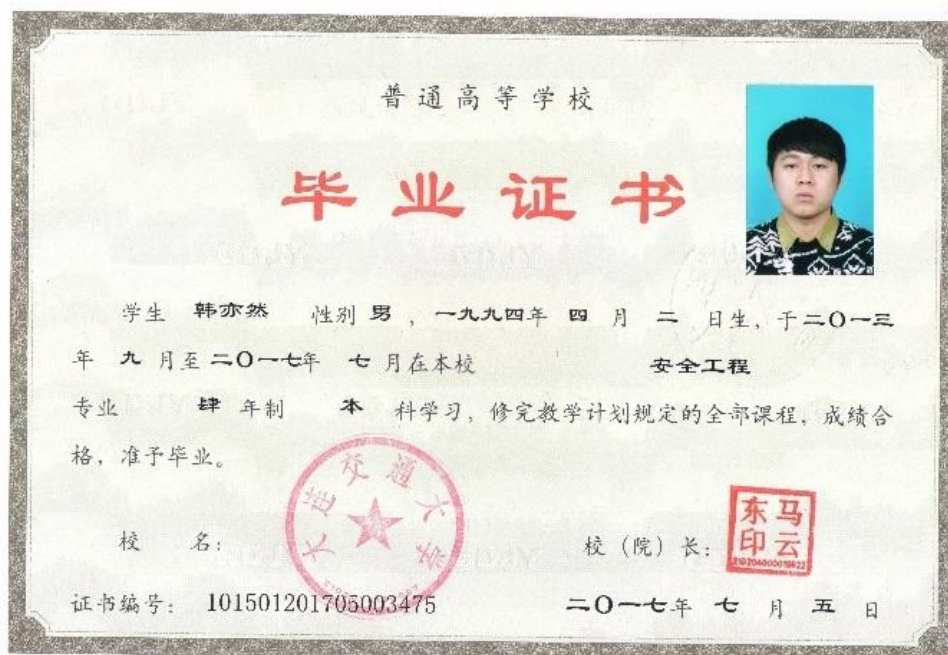 普通高等学校
毕业证书
学生 韩亦然 性别 男 ，一九九四年 四 月 二 日生，于二〇一三
年 九 月至二〇一七年 七 月在本校 安全工程
专业 肆 年制 本 科学习，修完教学计划规定的全部课程，成绩合
格，准予毕业。
大连交通大学
校 名：
校（院）长：
东马
印云
证书编号： 101501201705003475
二〇一七年 七 月 五 日